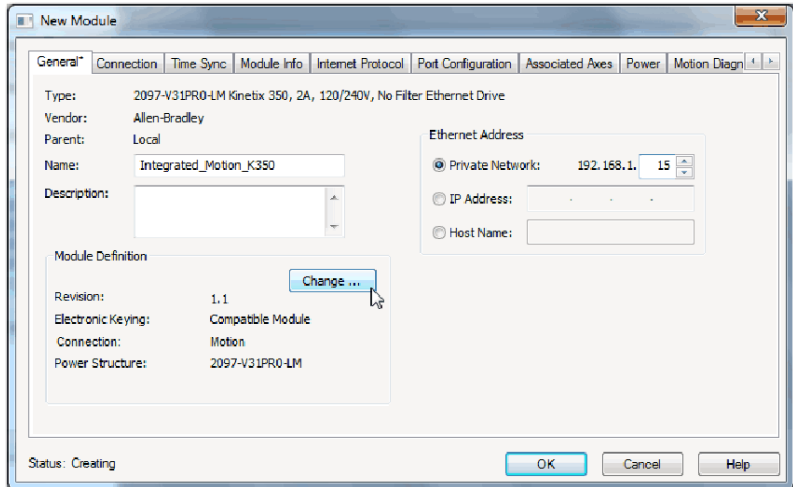 New Module
General* Connection Time Sync Module Info Internet Protocol Port Configuration Associated Axes Power Motion Diagn
Type: 2097-V31PR0-LM Kinetix 350, 2A, 120/240V, No Filter Ethernet Drive
Vendor: Allen-Bradley
Parent: Local
Name: Integrated_Motion_K350
Description:
Ethernet Address
Private Network: 192.168.1. 15
IP Address: . . .
Host Name:
Module Definition
Change ...
Revision: 1.1
Electronic Keying: Compatible Module
Connection: Motion
Power Structure: 2097-V31PR0-LM
Status: Creating
OK Cancel Help